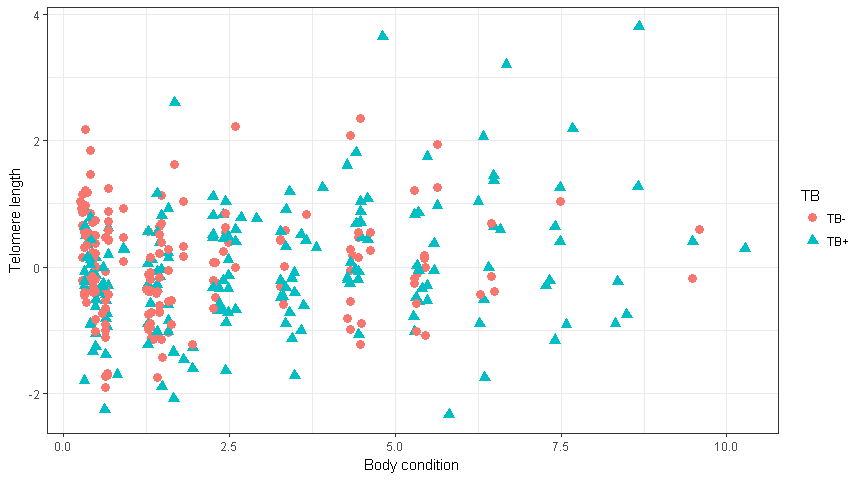 4
2
0
-2
Telomere length
0.0 2.5 5.0 7.5 10.0
Body condition
TB
TB-
TB+